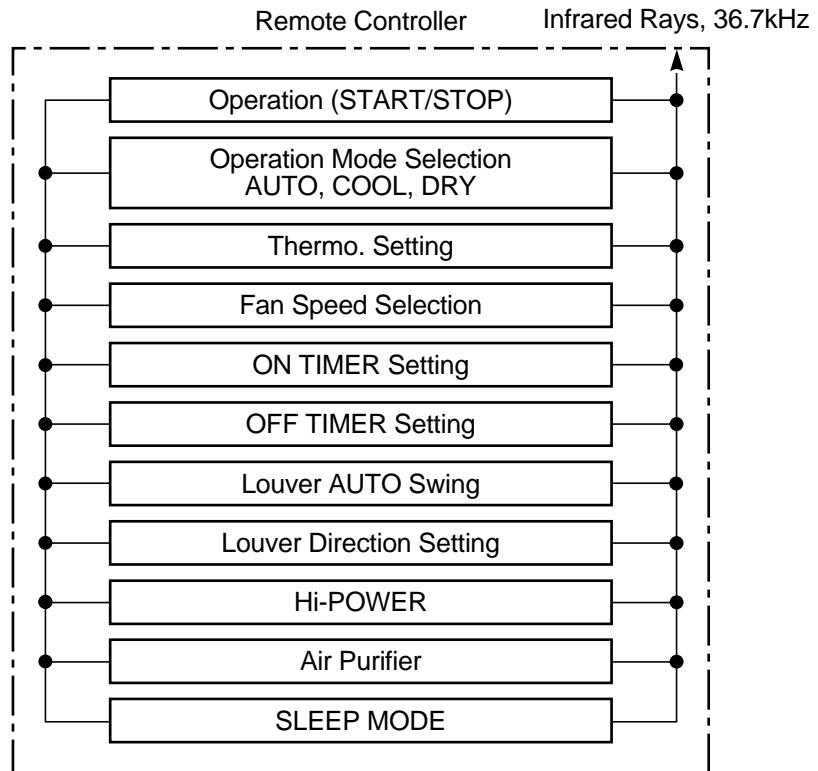 Remote Controller
Infrared Rays, 36.7kHz
Operation (START/STOP)
Operation Mode Selection
AUTO, COOL, DRY
Thermo. Setting
Fan Speed Selection
ON TIMER Setting
OFF TIMER Setting
Louver AUTO Swing
Louver Direction Setting
Hi-POWER
Air Purifier
SLEEP MODE